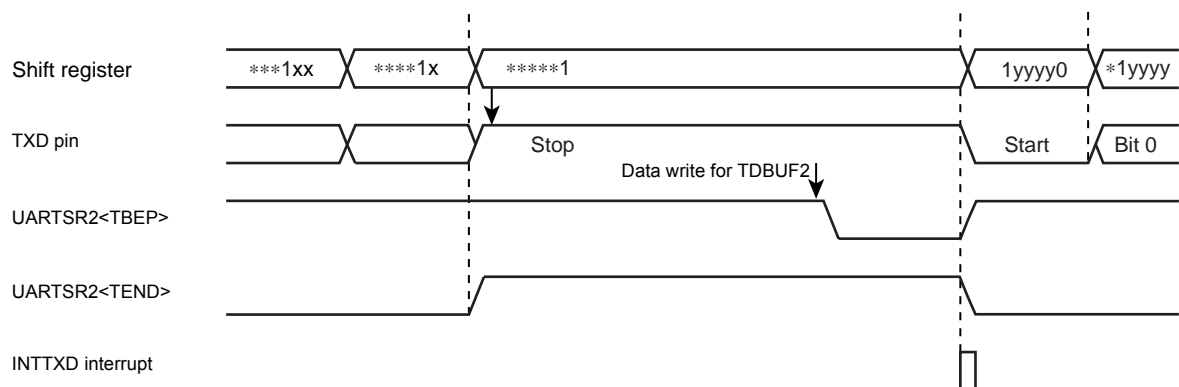 Shift register ***1xx ****1x *****1 1yyyy0 *1yyyy
TXD pin Stop Start Bit 0
Data write for TDBUF2
UARTSR2<TBEP>
UARTSR2<TEND>
INTTXD interrupt